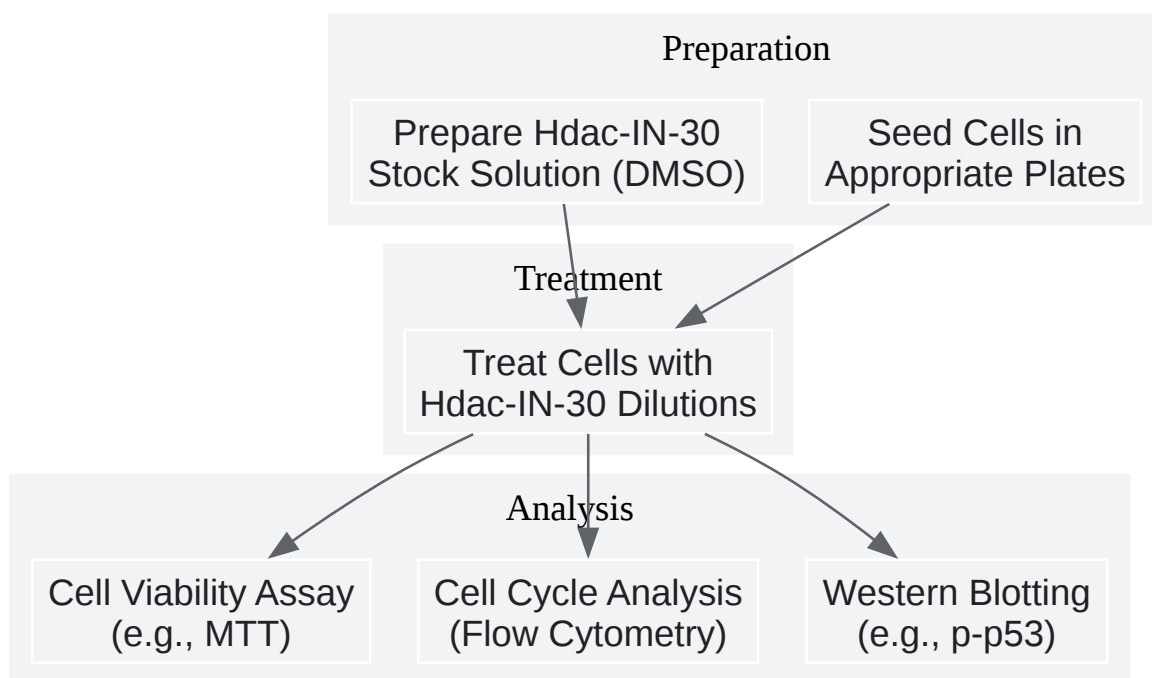 Preparation
Prepare Hdac-IN-30
Stock Solution (DMSO)
Seed Cells in
Appropriate Plates
Treatment
Treat Cells with
Hdac-IN-30 Dilutions
Analysis
Cell Viability Assay
(e.g., MTT)
Cell Cycle Analysis
(Flow Cytometry)
Western Blotting
(e.g., p-p53)